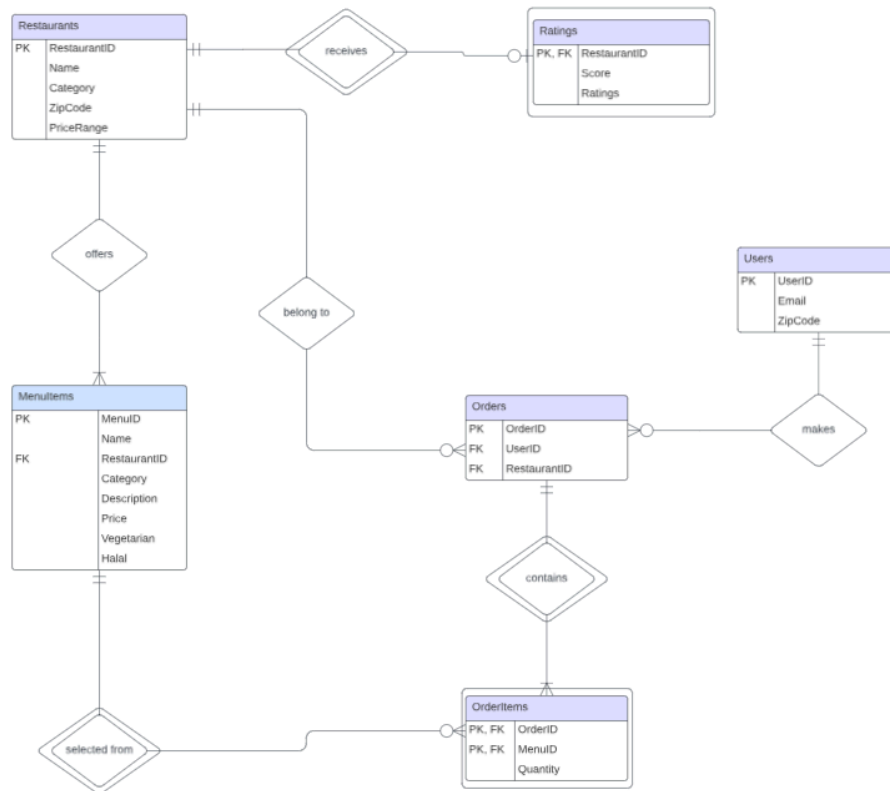 Restaurants
PK RestaurantID
Name
Category
ZipCode
PriceRange
receives
Ratings
PK, FK RestaurantID
Score
Ratings
offers
belong to
Users
PK UserID
Email
ZipCode
MenuItems
PK MenuID
Name
FK RestaurantID
Category
Description
Price
Vegetarian
Halal
Orders
PK OrderID
FK UserID
FK RestaurantID
makes
contains
selected from
OrderItems
PK, FK OrderID
PK, FK MenuID
Quantity